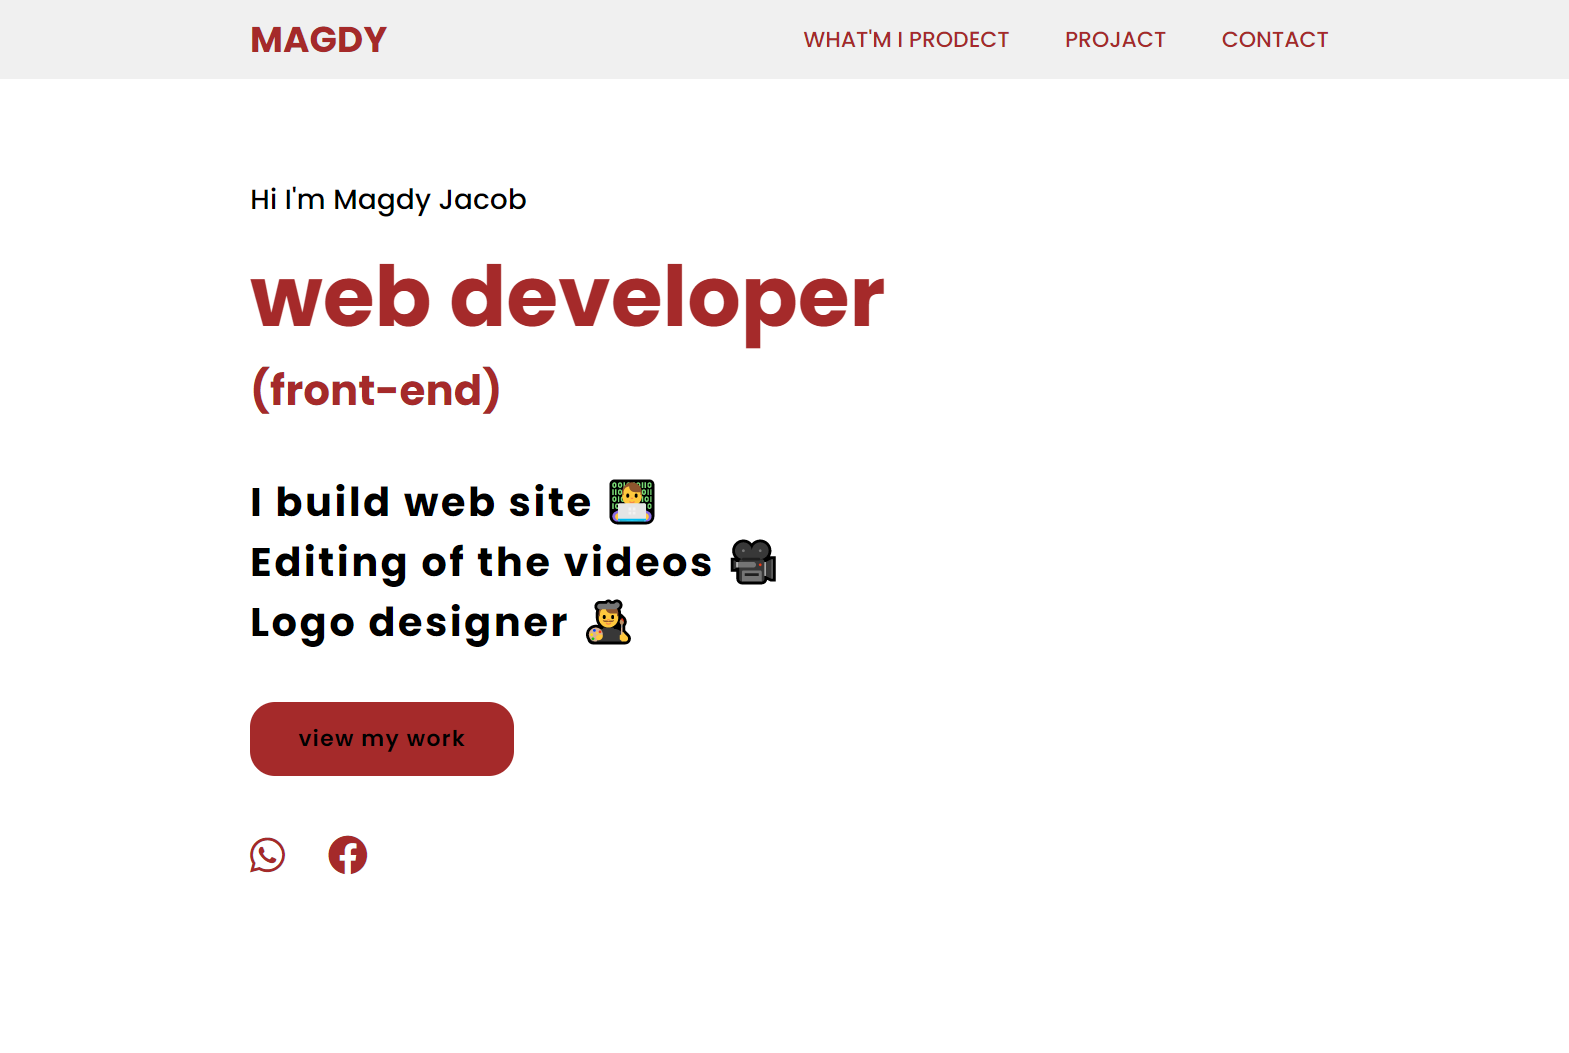 MAGDY
WHAT'M I PRODECT PROJACT CONTACT
Hi I'm Magdy Jacob
web developer
(front-end)
I build web site 👨‍💻
Editing of the videos 🎥
Logo designer 👨‍🎨
view my work